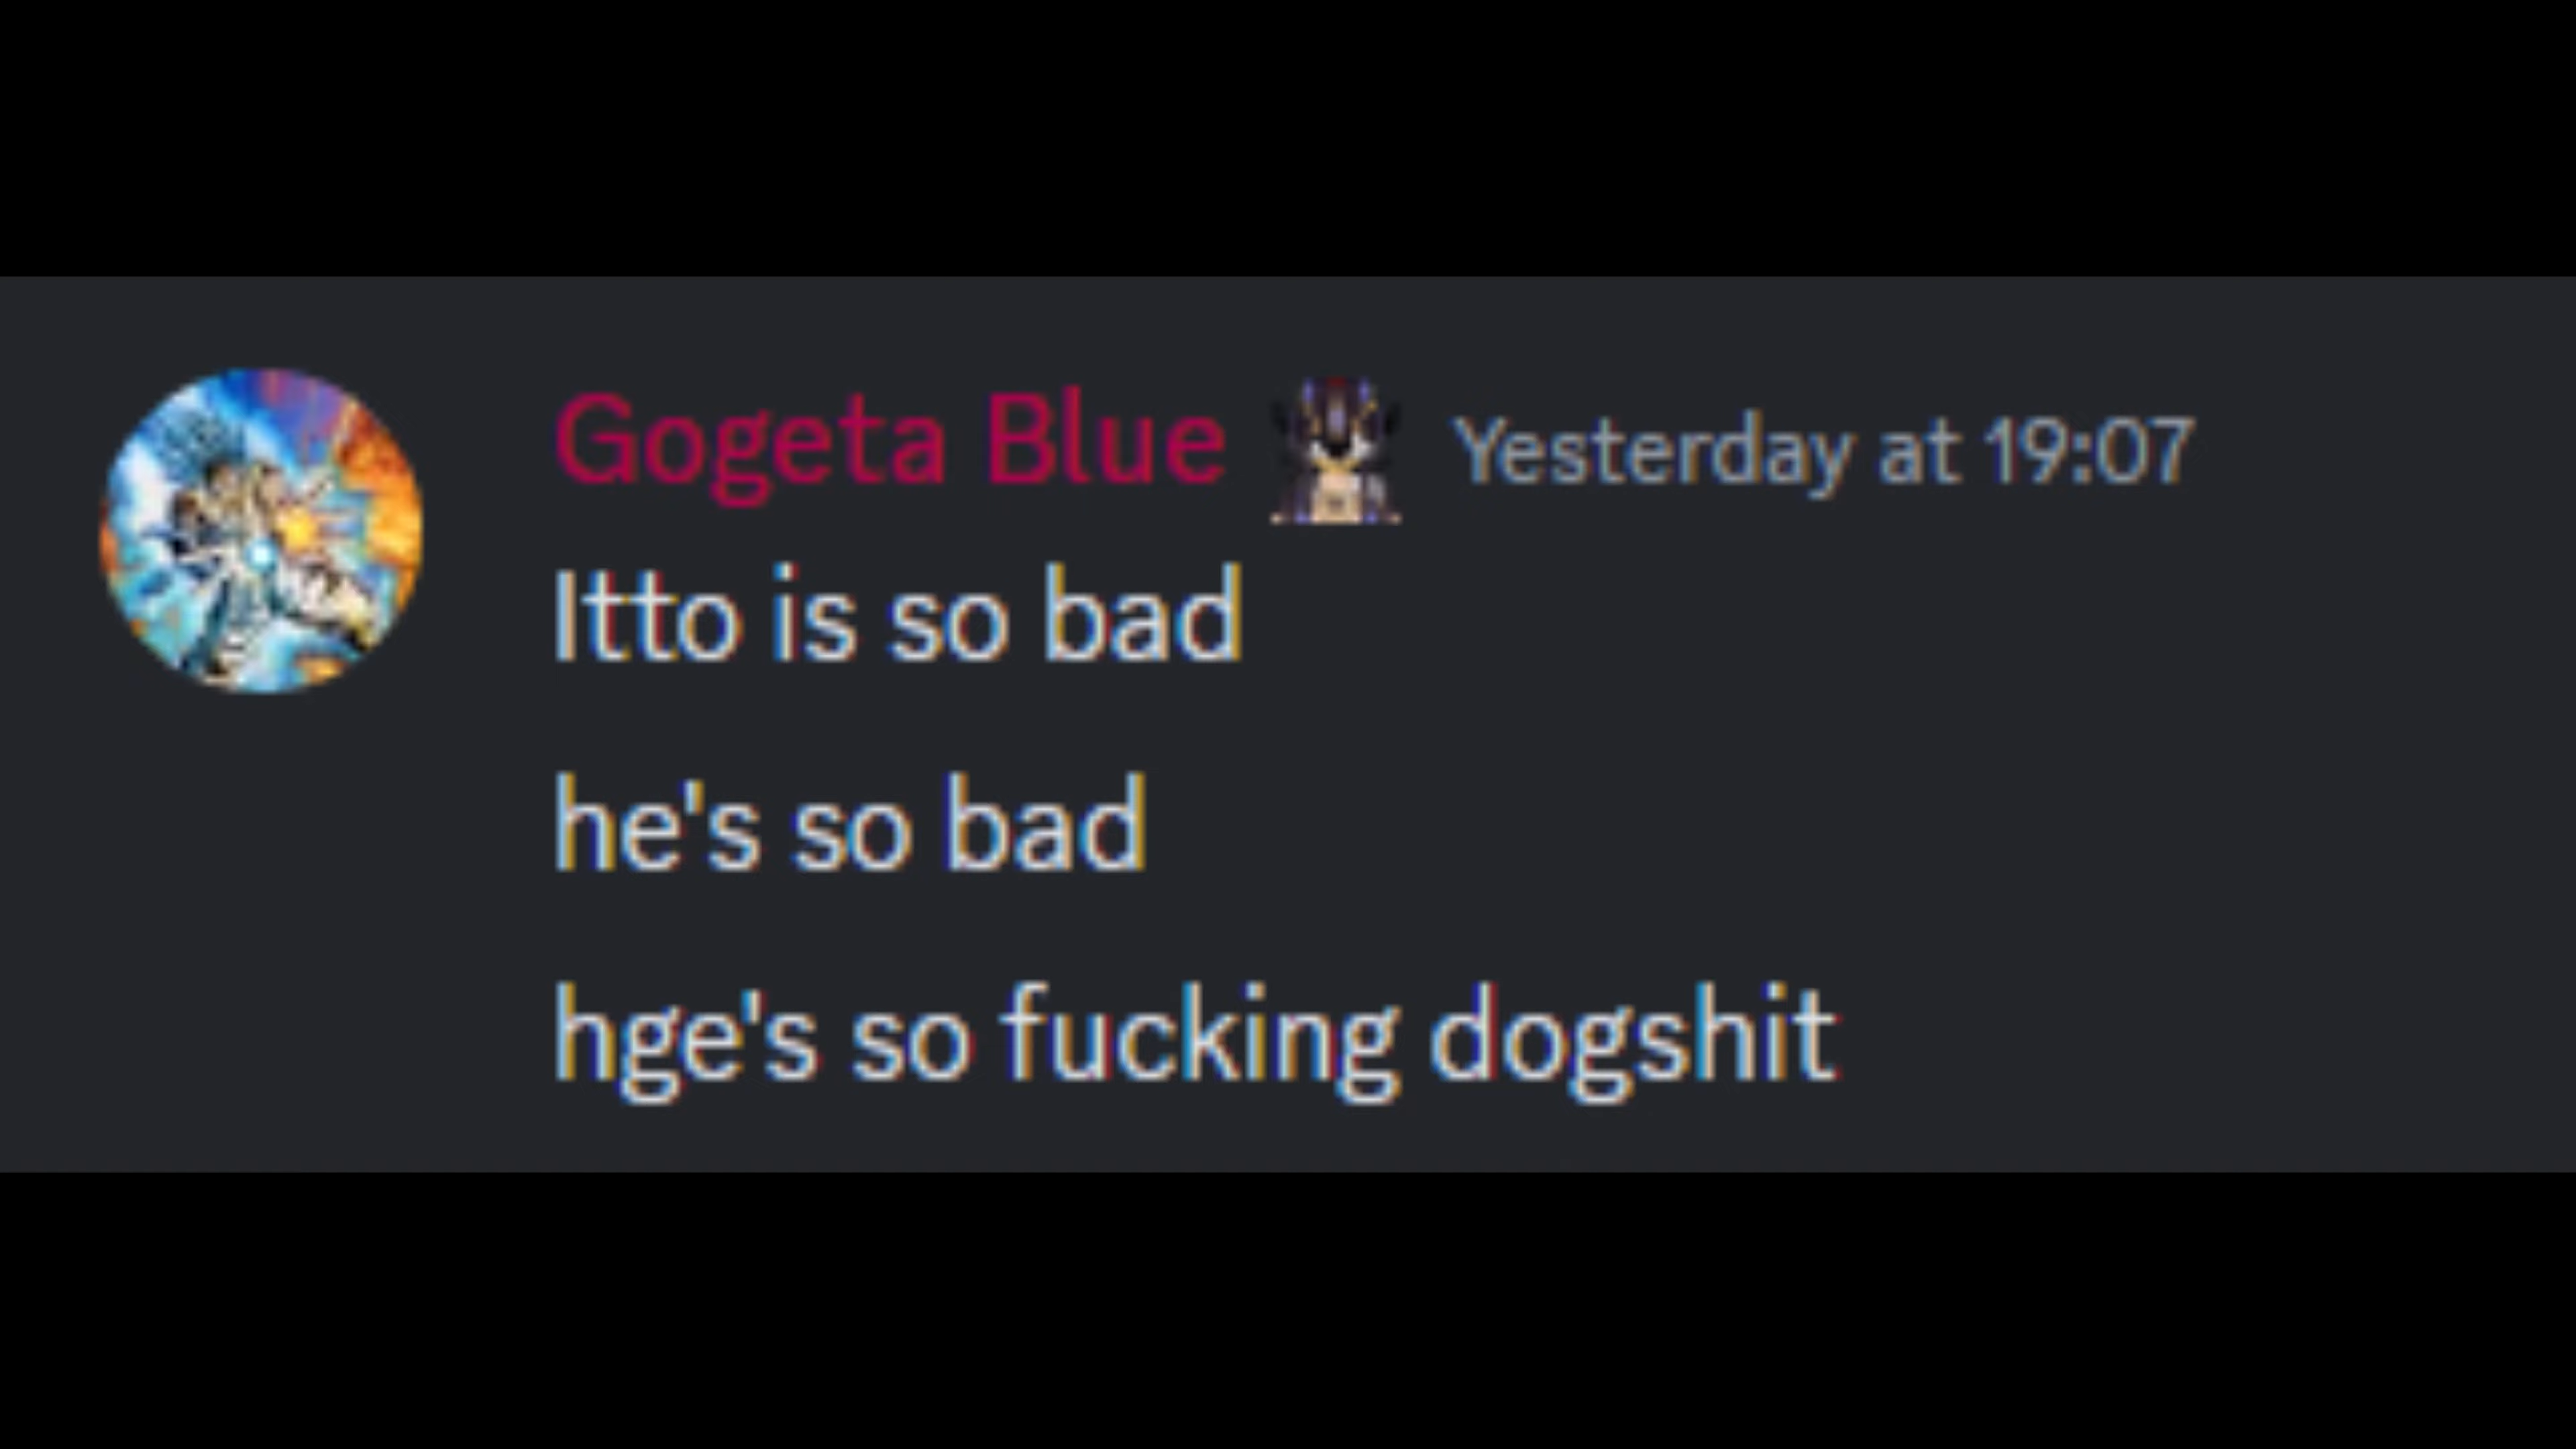 Gogeta Blue Yesterday at 19:07
Itto is so bad
he's so bad
hge's so fucking dogshit